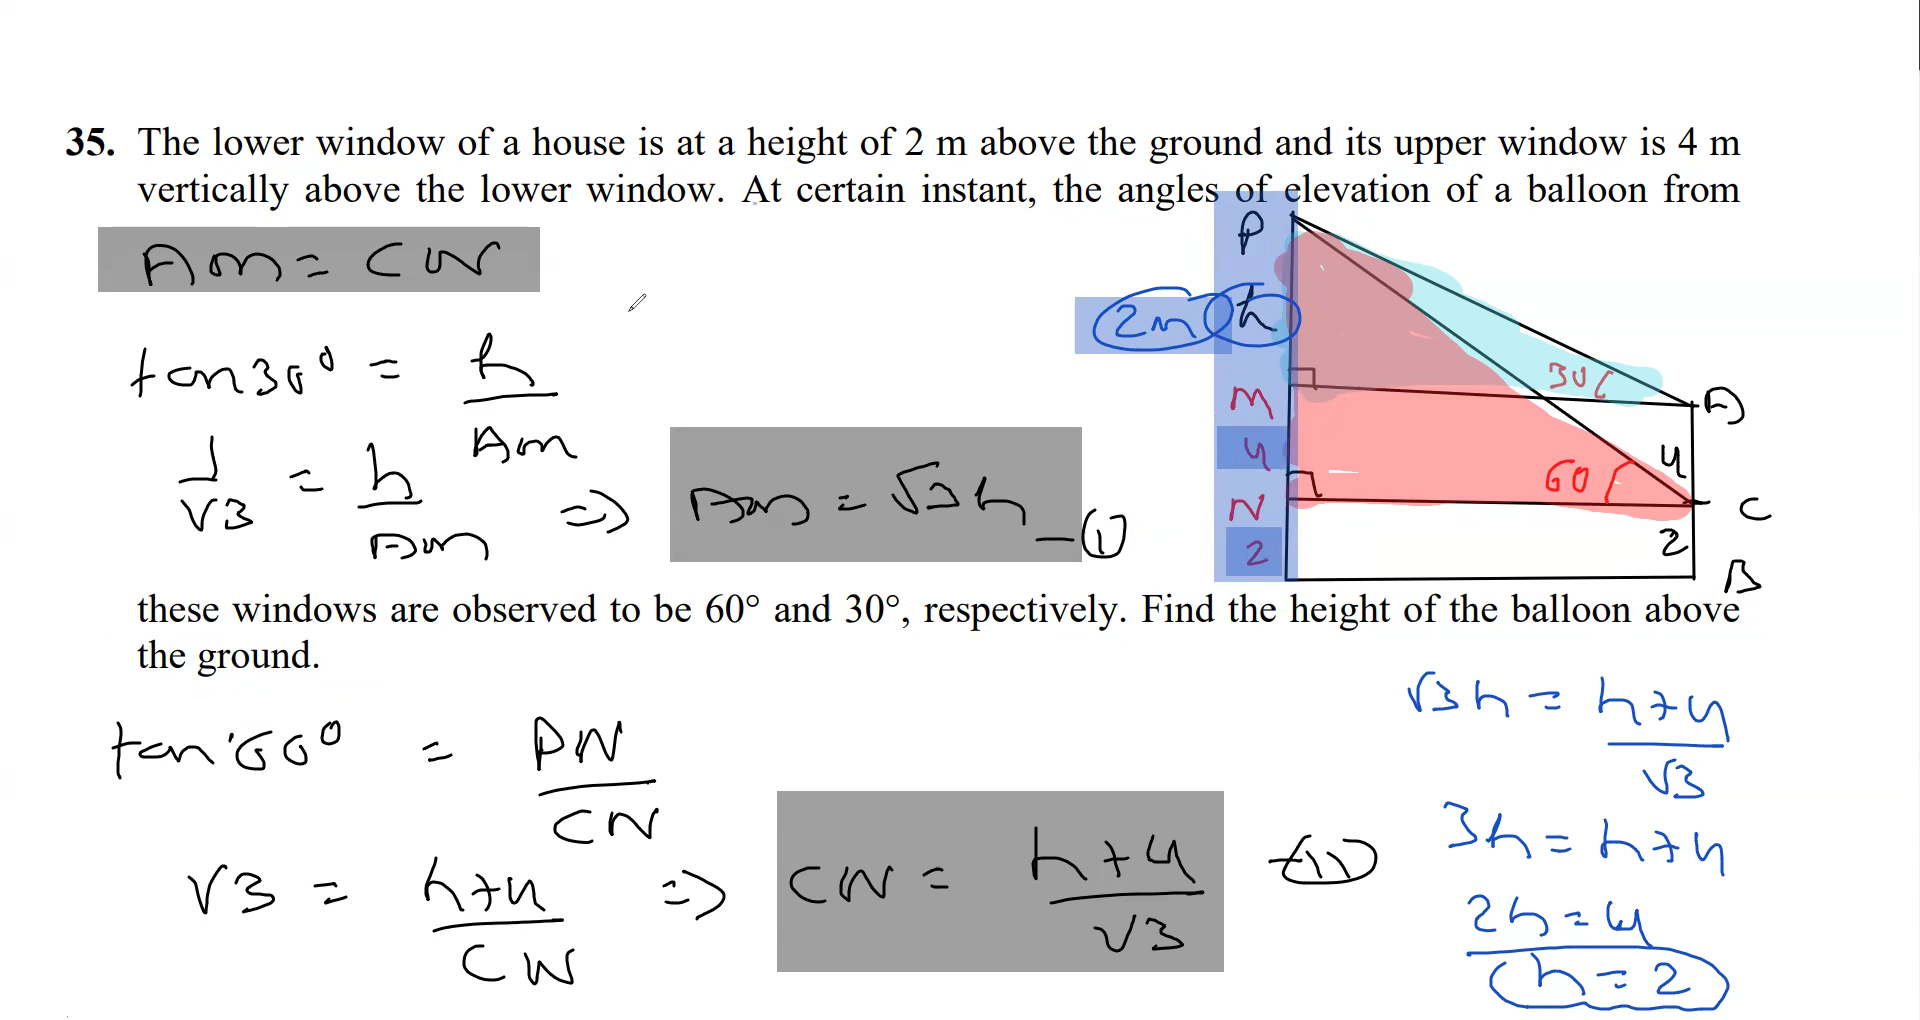 35. The lower window of a house is at a height of 2 m above the ground and its upper window is 4 m
vertically above the lower window. At certain instant, the angles of elevation of a balloon from
AM = CN
tan30° = h/AM
1/√3 = h/AM => AM = √3h —(1)
P
2m h
30
M
A
4
4
60
N
C
2
2
B
these windows are observed to be 60° and 30°, respectively. Find the height of the balloon above
the ground.
tan 60° = PN/CN
√3 = h+4/CN => CN = h+4/√3 —(11)
√3h = h+4/√3
3h = h+4
2h = 4
h = 2